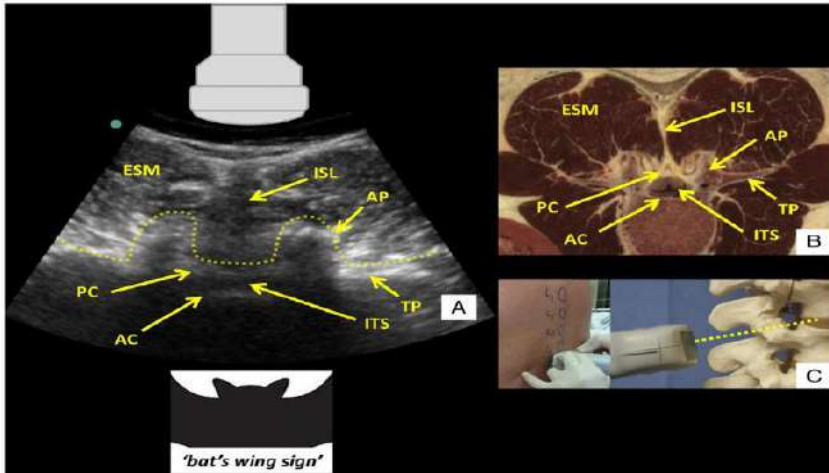 ESM
ISL
AP
PC
AC
ITS
TP
A
'bat's wing sign'
ESM
ISL
AP
PC
AC
ITS
TP
B
C